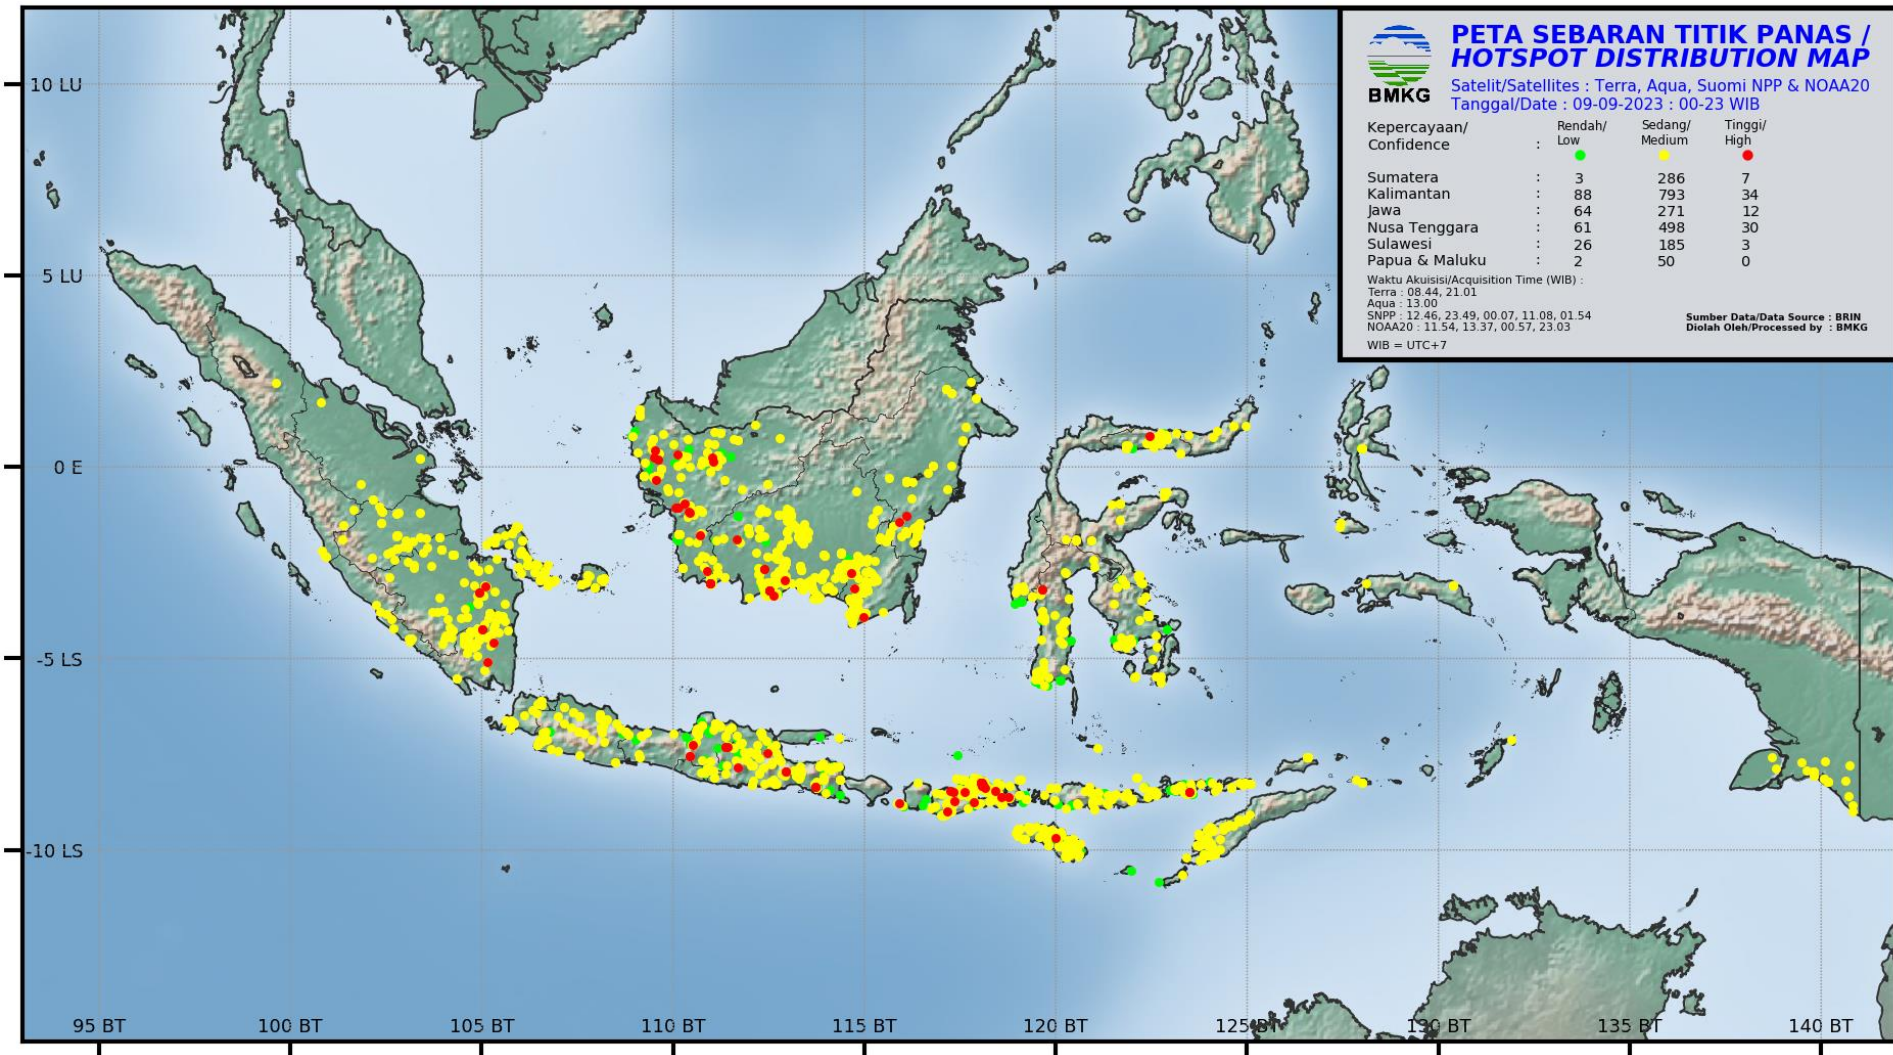 PETA SEBARAN TITIK PANAS /
HOTSPOT DISTRIBUTION MAP
BMKG
Satelit/Satellites : Terra, Aqua, Suomi NPP & NOAA20
Tanggal/Date : 09-09-2023 : 00-23 WIB
Kepercayaan/ Rendah/ Sedang/ Tinggi/
Confidence : Low Medium High
Sumatera : 3 286 7
Kalimantan : 88 793 34
Jawa : 64 271 12
Nusa Tenggara : 61 498 30
Sulawesi : 26 185 3
Papua & Maluku : 2 50 0
Waktu Akuisisi/Acquisition Time (WIB) :
Terra : 08.44, 21.01
Aqua : 13.00
SNPP : 12.46, 23.49, 00.07, 11.08, 01.54
NOAA20 : 11.54, 13.37, 00.57, 23.03
WIB = UTC+7
Sumber Data/Data Source : BRIN
Diolah Oleh/Processed by : BMKG
10 LU
5 LU
0 E
-5 LS
-10 LS
95 BT 100 BT 105 BT 110 BT 115 BT 120 BT 125 BT 130 BT 135 BT 140 BT